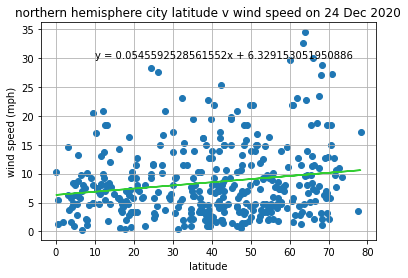 northern hemisphere city latitude v wind speed on 24 Dec 2020
35
y = 0.0545592528561552x + 6.329153051950886
30
25
20
15
10
5
0
wind speed (mph)
0 10 20 30 40 50 60 70 80
latitude